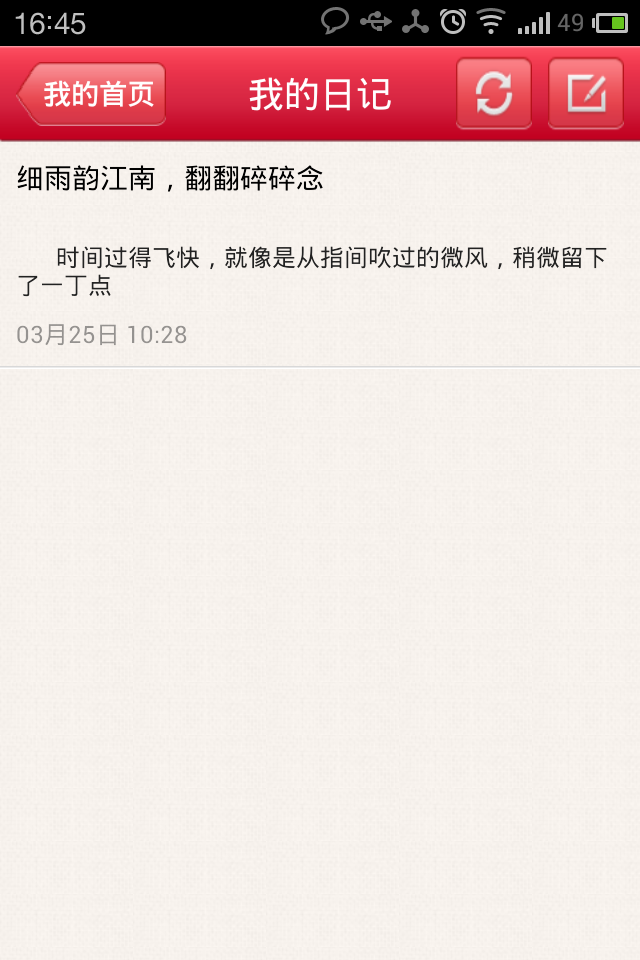 16:45
49
我的首页
我的日记
细雨韵江南，翻翻碎碎念
时间过得飞快，就像是从指间吹过的微风，稍微留下
了一丁点
03月25日 10:28